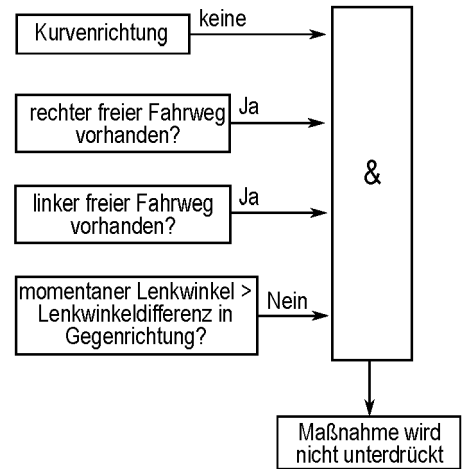 Kurvenrichtung
keine
rechter freier Fahrweg
vorhanden?
Ja
linker freier Fahrweg
vorhanden?
Ja
momentaner Lenkwinkel >
Lenkwinkeldifferenz in
Gegenrichtung?
Nein
&
Maßnahme wird
nicht unterdrückt